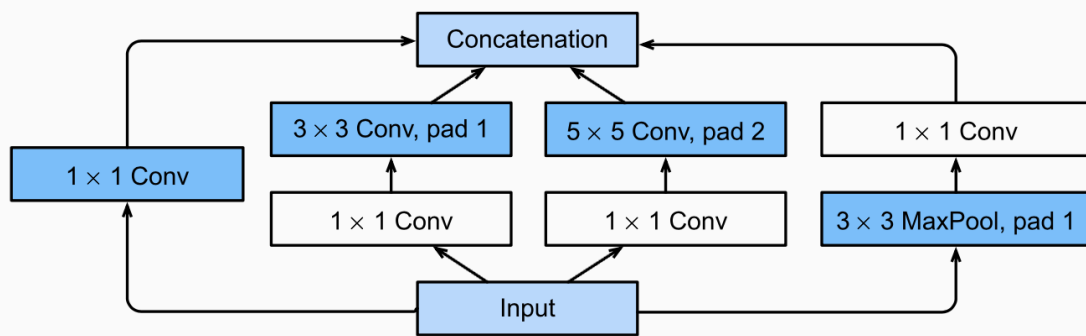 Concatenation
3 × 3 Conv, pad 1
5 × 5 Conv, pad 2
1 × 1 Conv
1 × 1 Conv
1 × 1 Conv
1 × 1 Conv
3 × 3 MaxPool, pad 1
Input